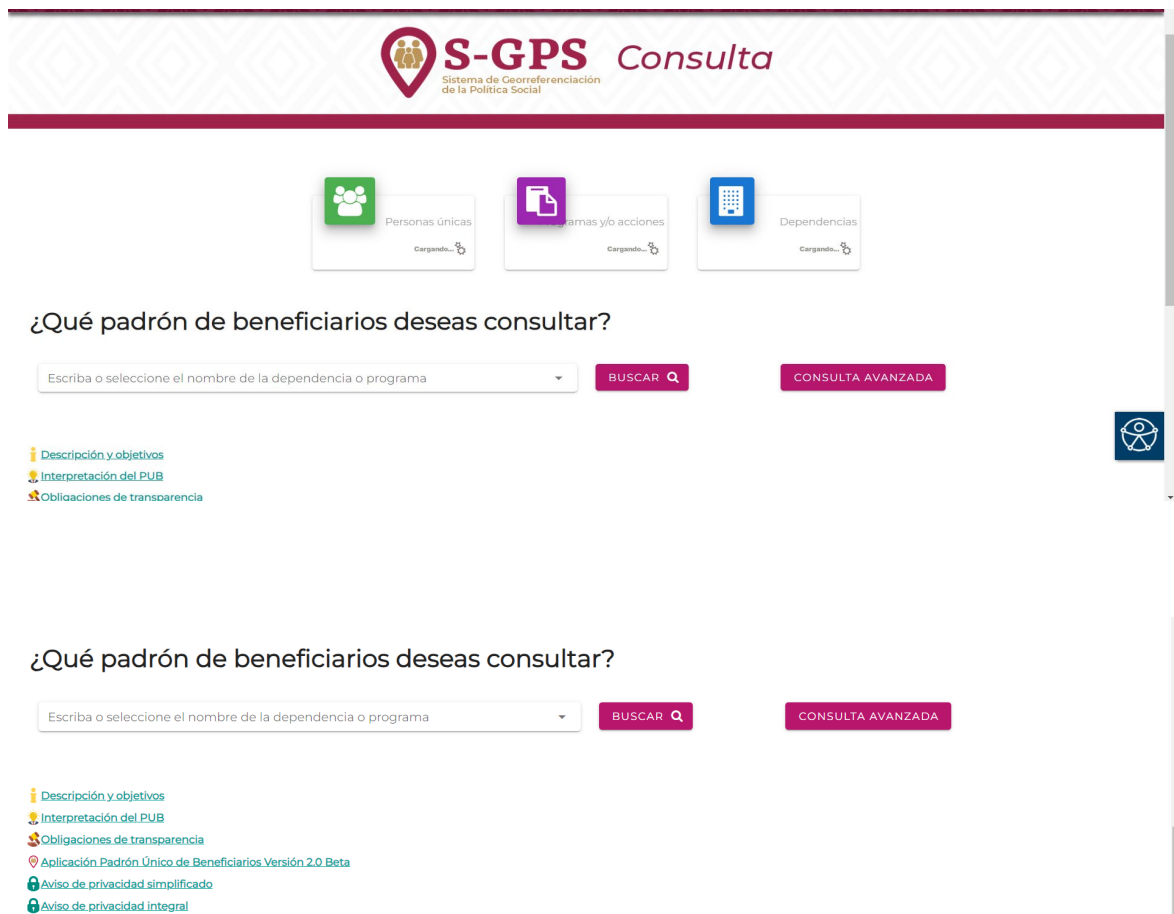 S-GPS Consulta
Sistema de Georreferenciación
de la Política Social
Personas únicas
Cargando...
ramas y/o acciones
Cargando...
Dependencias
Cargando...
¿Qué padrón de beneficiarios deseas consultar?
Escriba o seleccione el nombre de la dependencia o programa
BUSCAR
CONSULTA AVANZADA
Descripción y objetivos
Interpretación del PUB
Obligaciones de transparencia
¿Qué padrón de beneficiarios deseas consultar?
Escriba o seleccione el nombre de la dependencia o programa
BUSCAR
CONSULTA AVANZADA
Descripción y objetivos
Interpretación del PUB
Obligaciones de transparencia
Aplicación Padrón Único de Beneficiarios Versión 2.0 Beta
Aviso de privacidad simplificado
Aviso de privacidad integral